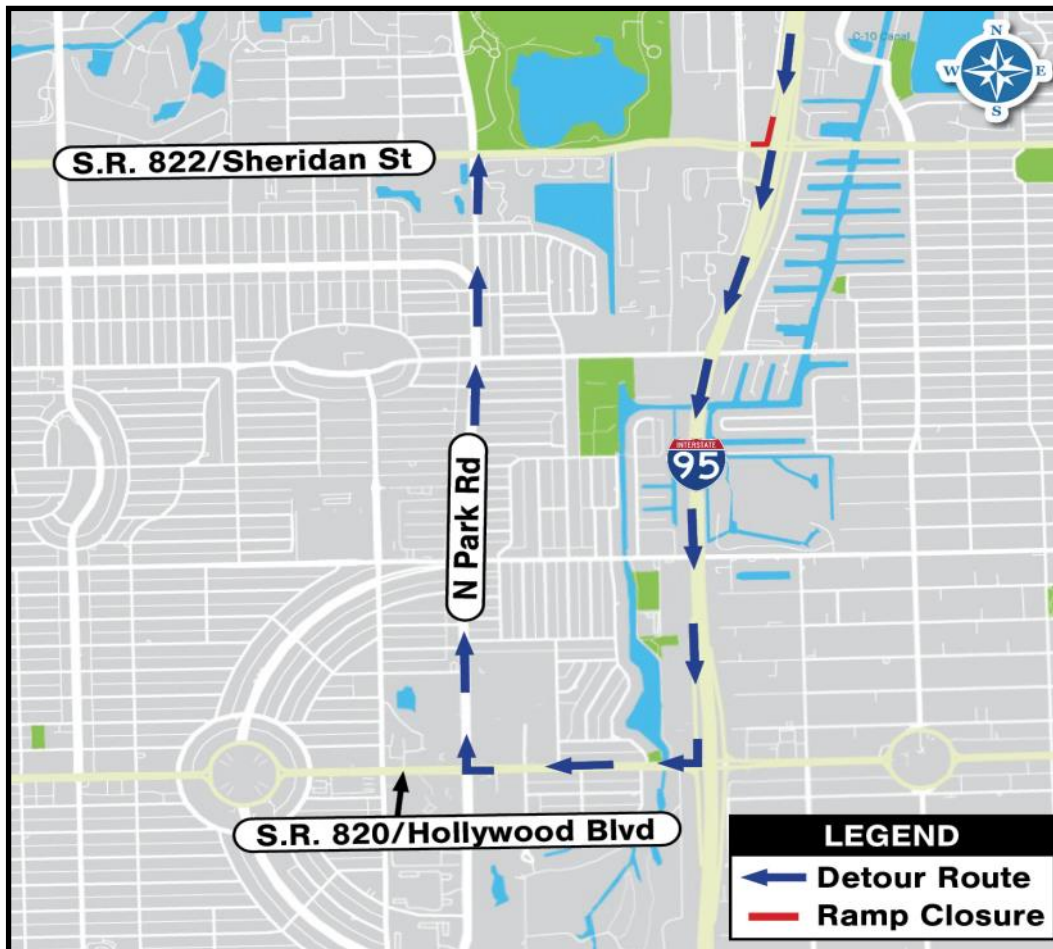 C-10 Canal
N
W
E
S
S.R. 822/Sheridan St
INTERSTATE
95
N Park Rd
S.R. 820/Hollywood Blvd
LEGEND
Detour Route
Ramp Closure